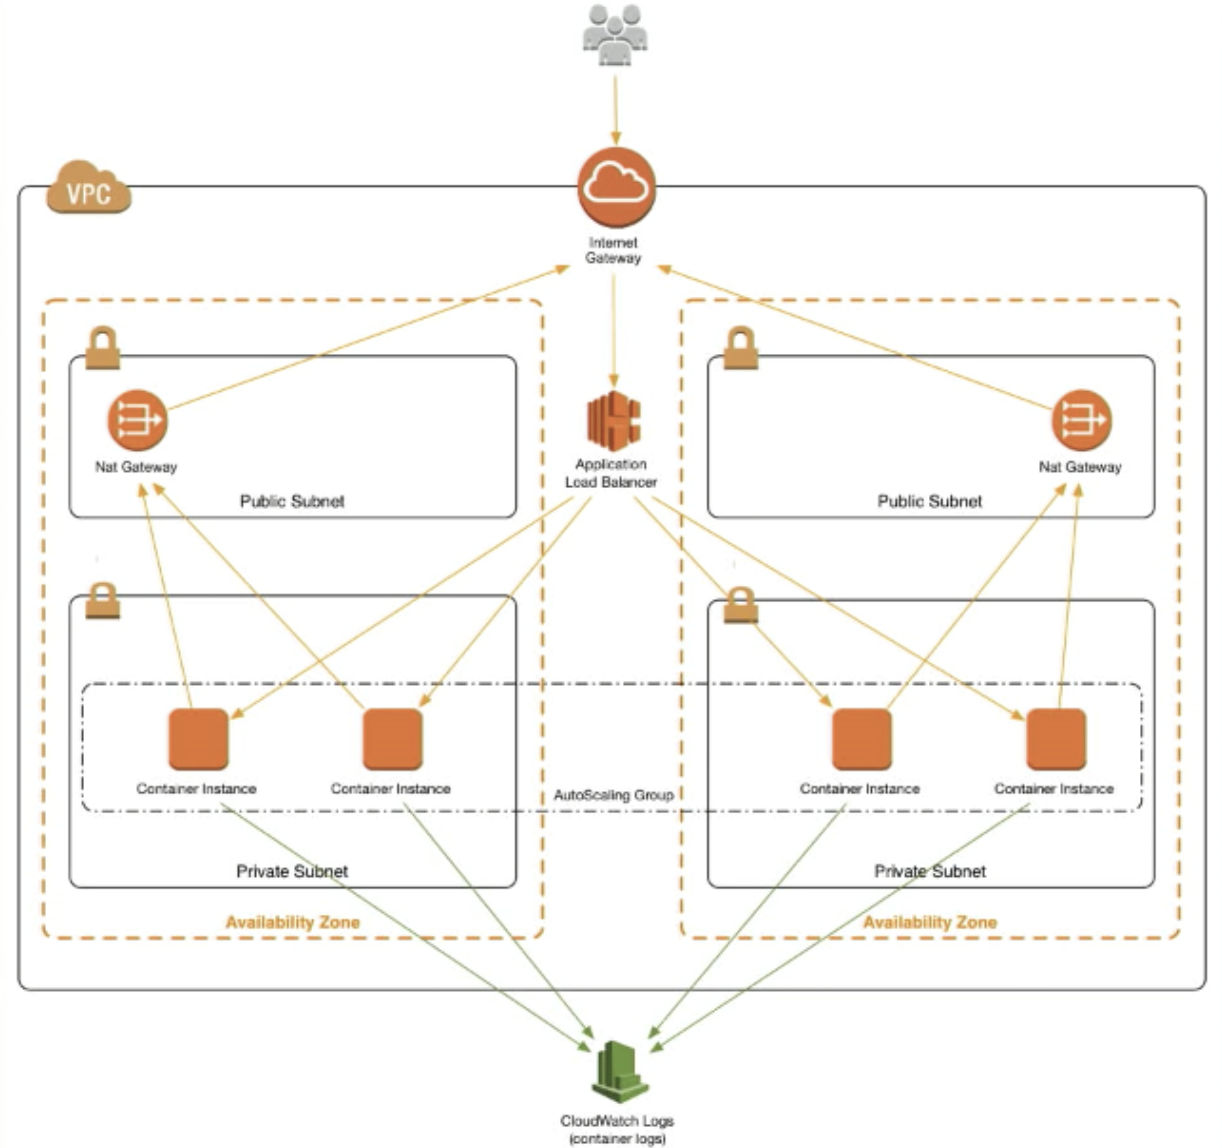 VPC
Internet
Gateway
Nat Gateway
Public Subnet
Application
Load Balancer
Nat Gateway
Public Subnet
Container Instance
Container Instance
AutoScaling Group
Container Instance
Container Instance
Private Subnet
Private Subnet
Availability Zone
Availability Zone
CloudWatch Logs
(container logs)